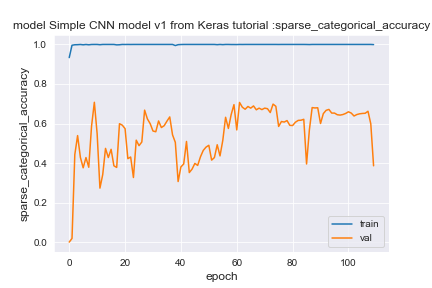 model Simple CNN model v1 from Keras tutorial :sparse_categorical_accuracy
1.0
0.8
0.6
0.4
0.2
0.0
sparse_categorical_accuracy
0 20 40 60 80 100
epoch
train
val